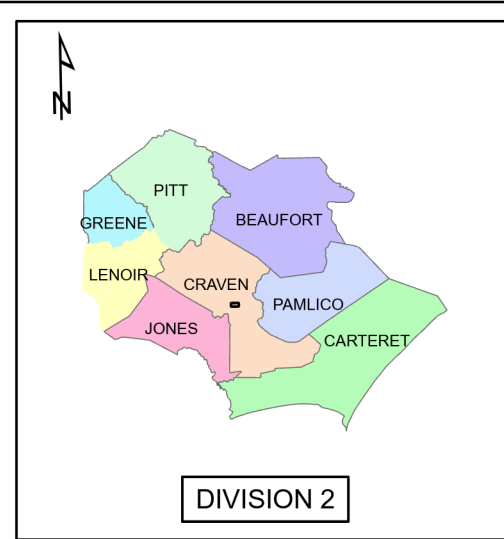 N
PITT
GREENE
BEAUFORT
LENOIR
CRAVEN
PAMLICO
JONES
CARTERET
DIVISION 2